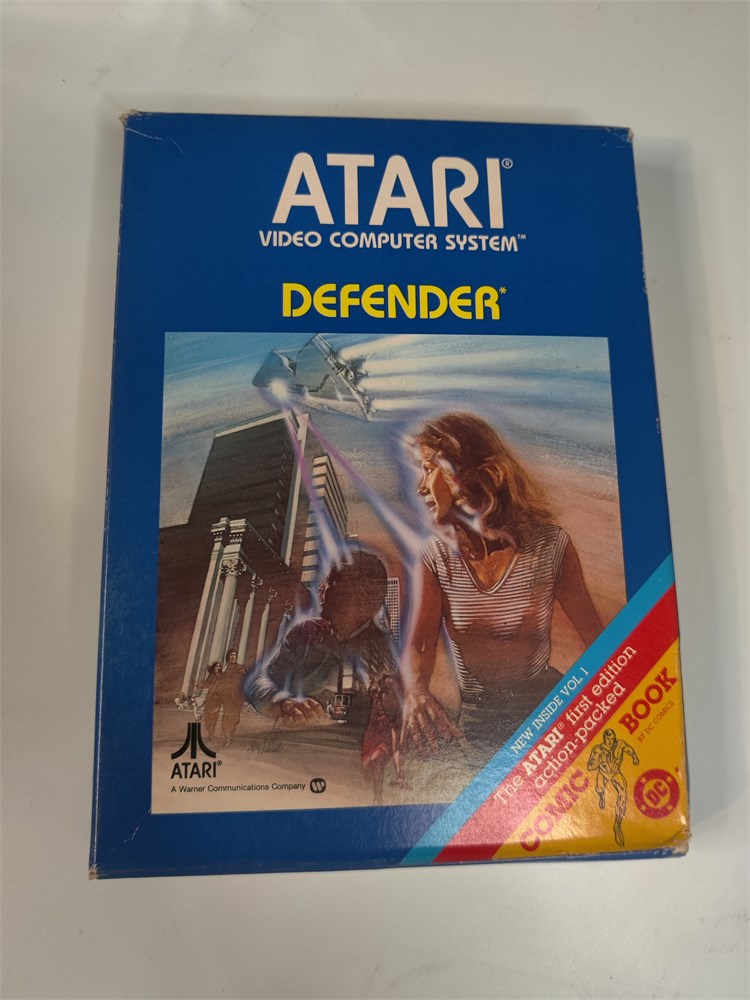 ATARI®
VIDEO COMPUTER SYSTEM™
DEFENDER*
NEW INSIDE VOL. 1
The ATARI® first edition
action-packed
COMIC BOOK
BY DC COMICS
DC
ATARI®
A Warner Communications Company